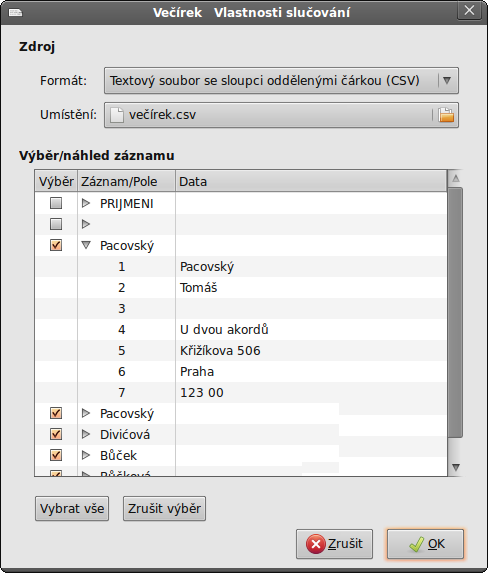 Večírek   Vlastnosti slučování
Zdroj
Formát: Textový soubor se sloupci oddělenými čárkou (CSV)
Umístění: večírek.csv
Výběr/náhled záznamu
Výběr Záznam/Pole Data
PRIJMENI
Pacovský
1 Pacovský
2 Tomáš
3
4 U dvou akordů
5 Křižíkova 506
6 Praha
7 123 00
Pacovský
Divićová
Bůček
Bůšková
Vybrat vše Zrušit výběr
Zrušit OK